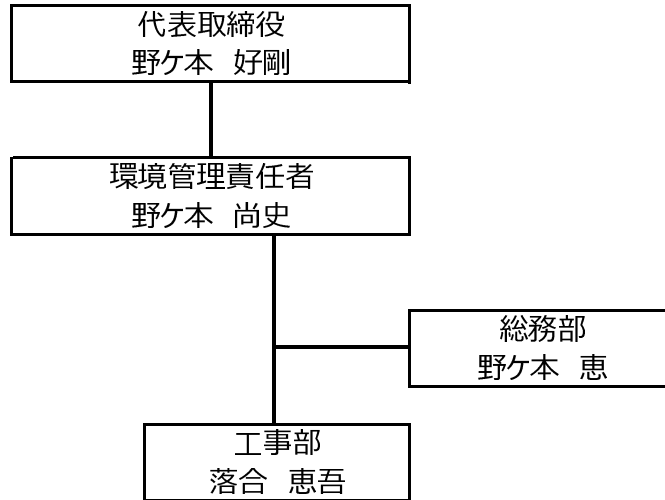 代表取締役
野ケ本　好剛
環境管理責任者
野ケ本　尚史
総務部
野ケ本　恵
工事部
落合　恵吾